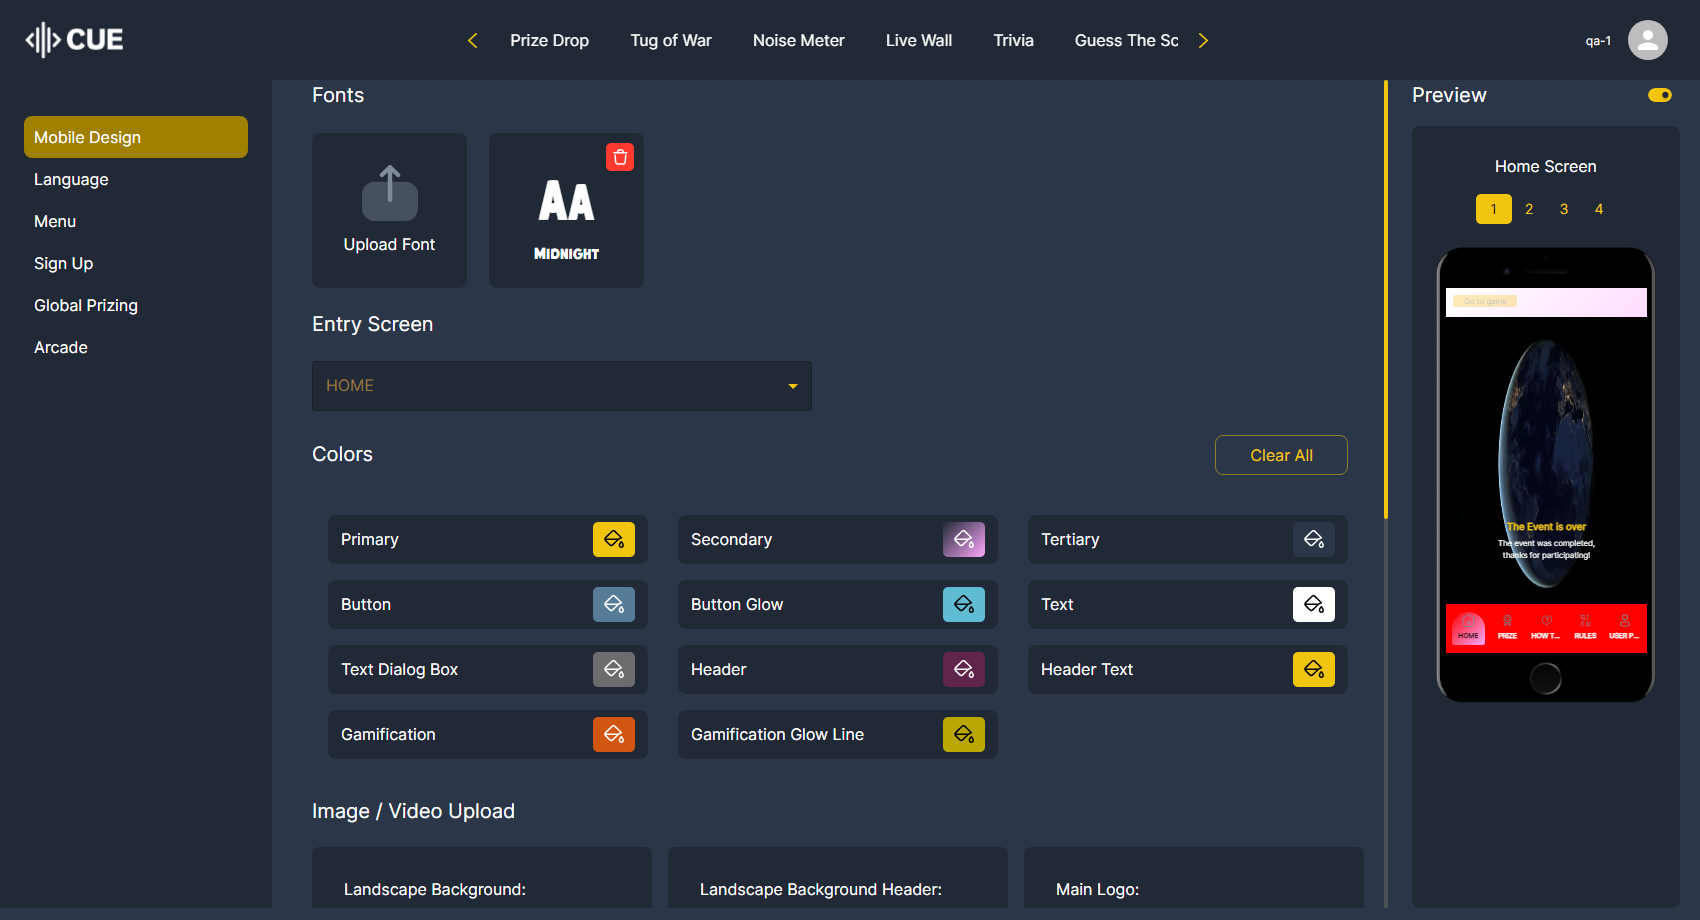 CUE
Prize Drop
Tug of War
Noise Meter
Live Wall
Trivia
Guess The Sc
qa-1
Mobile Design
Language
Menu
Sign Up
Global Prizing
Arcade
Fonts
Upload Font
AA
MIDNIGHT
Entry Screen
HOME
Colors
Clear All
Primary
Secondary
Tertiary
Button
Button Glow
Text
Text Dialog Box
Header
Header Text
Gamification
Gamification Glow Line
Image / Video Upload
Landscape Background:
Landscape Background Header:
Main Logo:
Preview
Home Screen
1 2 3 4
Go to game
The Event is over
The event was completed,
thanks for participating!
HOME PRIZE HOW T... RULES USER P...